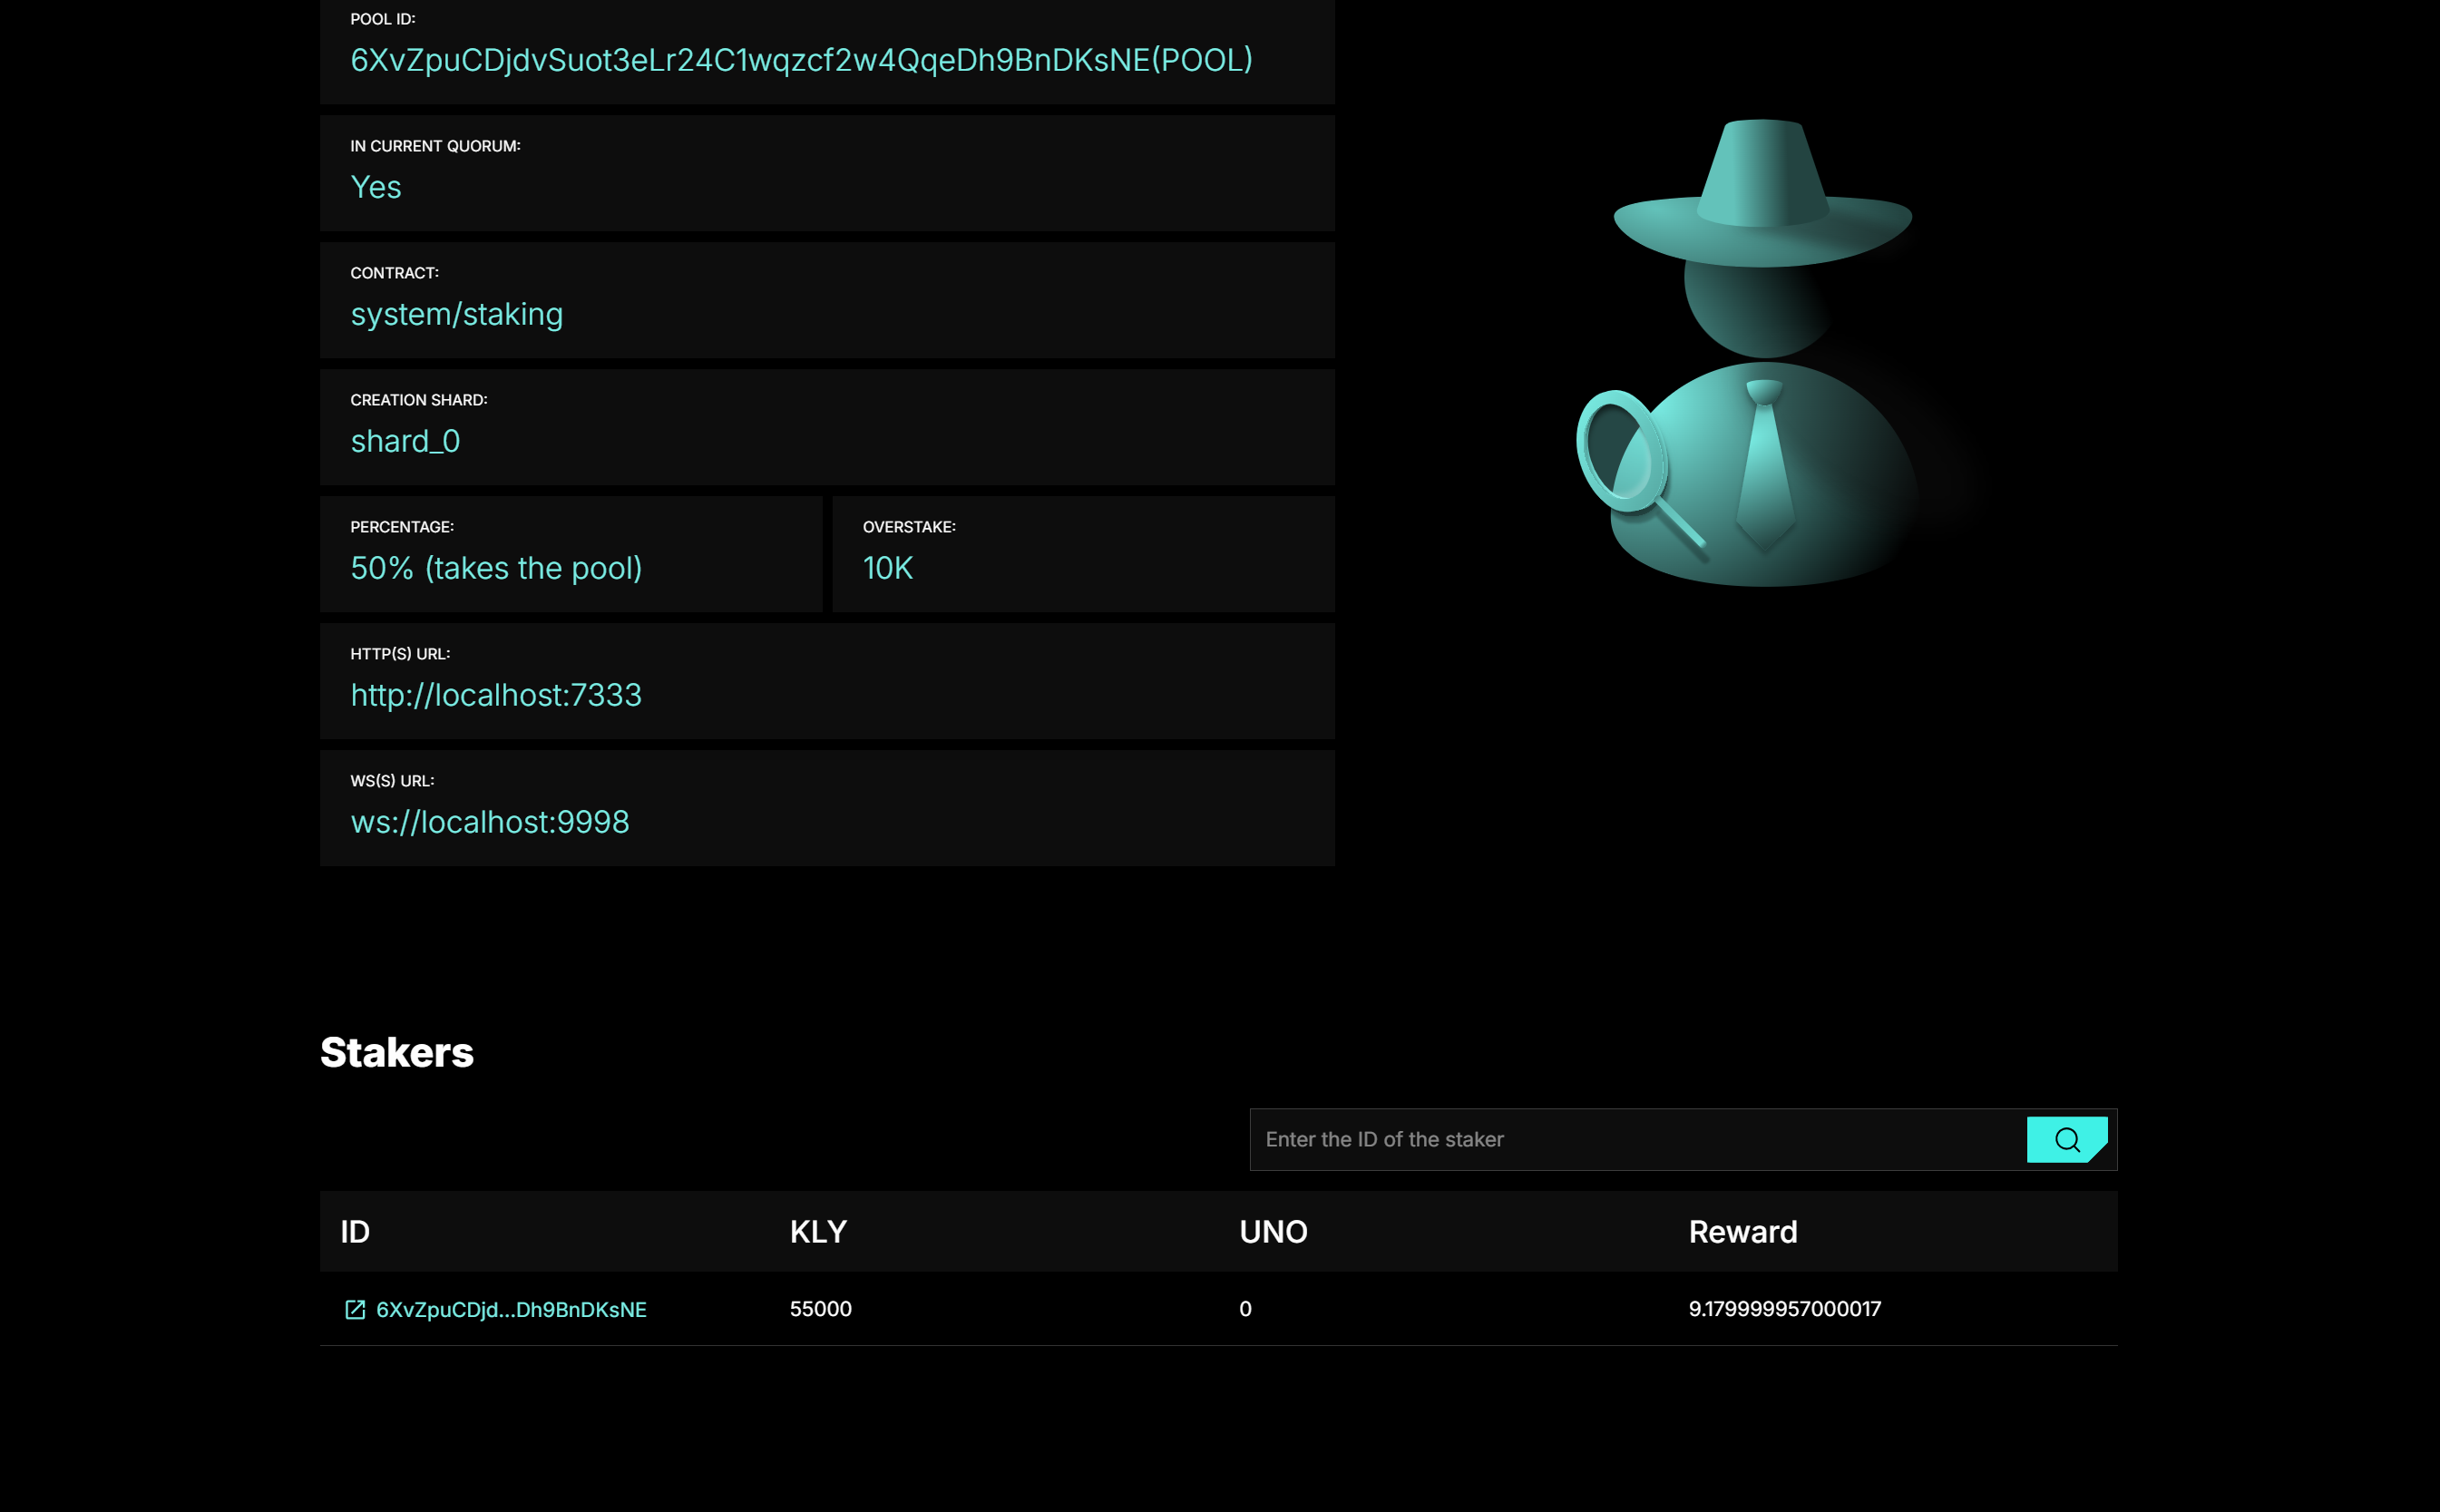 POOL ID:
6XvZpuCDjdvSuot3eLr24C1wqzcf2w4QqeDh9BnDKsNE(POOL)
IN CURRENT QUORUM:
Yes
CONTRACT:
system/staking
CREATION SHARD:
shard_0
PERCENTAGE:
50% (takes the pool)
OVERSTAKE:
10K
HTTP(S) URL:
http://localhost:7333
WS(S) URL:
ws://localhost:9998
Stakers
Enter the ID of the staker
ID KLY UNO Reward
6XvZpuCDjd...Dh9BnDKsNE 55000 0 9.179999957000017